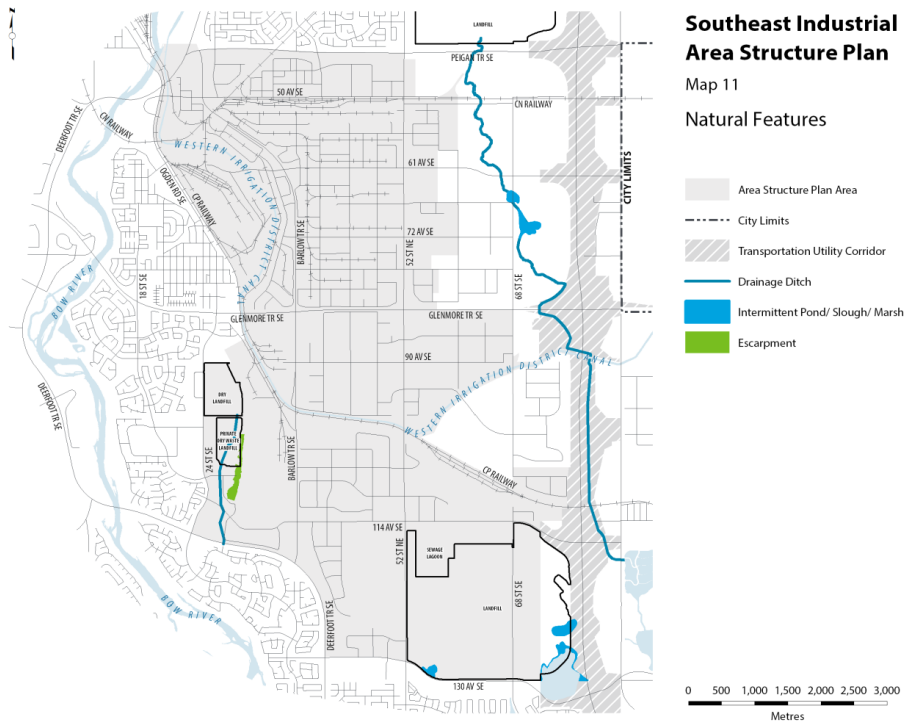 Southeast Industrial
Area Structure Plan
Map 11
Natural Features
Area Structure Plan Area
City Limits
Transportation Utility Corridor
Drainage Ditch
Intermittent Pond/ Slough/ Marsh
Escarpment
0 500 1,000 1,500 2,000 2,500 3,000
Metres
N
LANDFILL
PEIGAN TR SE
50 AV SE
CN RAILWAY
DEERFOOT TR SE
CN RAILWAY
WESTERN IRRIGATION DISTRICT CANAL
61 AV SE
OGDEN RD SE
CP RAILWAY
CITY LIMITS
BARLOW TR SE
72 AV SE
52 ST NE
68 ST SE
18 ST SE
BOW RIVER
GLENMORE TR SE
GLENMORE TR SE
90 AV SE
WESTERN IRRIGATION DISTRICT CANAL
DEERFOOT TR SE
DRY
LANDFILL
PRIVATE
DRY WASTE
LANDFILL
24 ST SE
BARLOW TR SE
CP RAILWAY
114 AV SE
52 ST NE
SEWAGE
LAGOON
LANDFILL
68 ST SE
BOW RIVER
DEERFOOT TR SE
130 AV SE